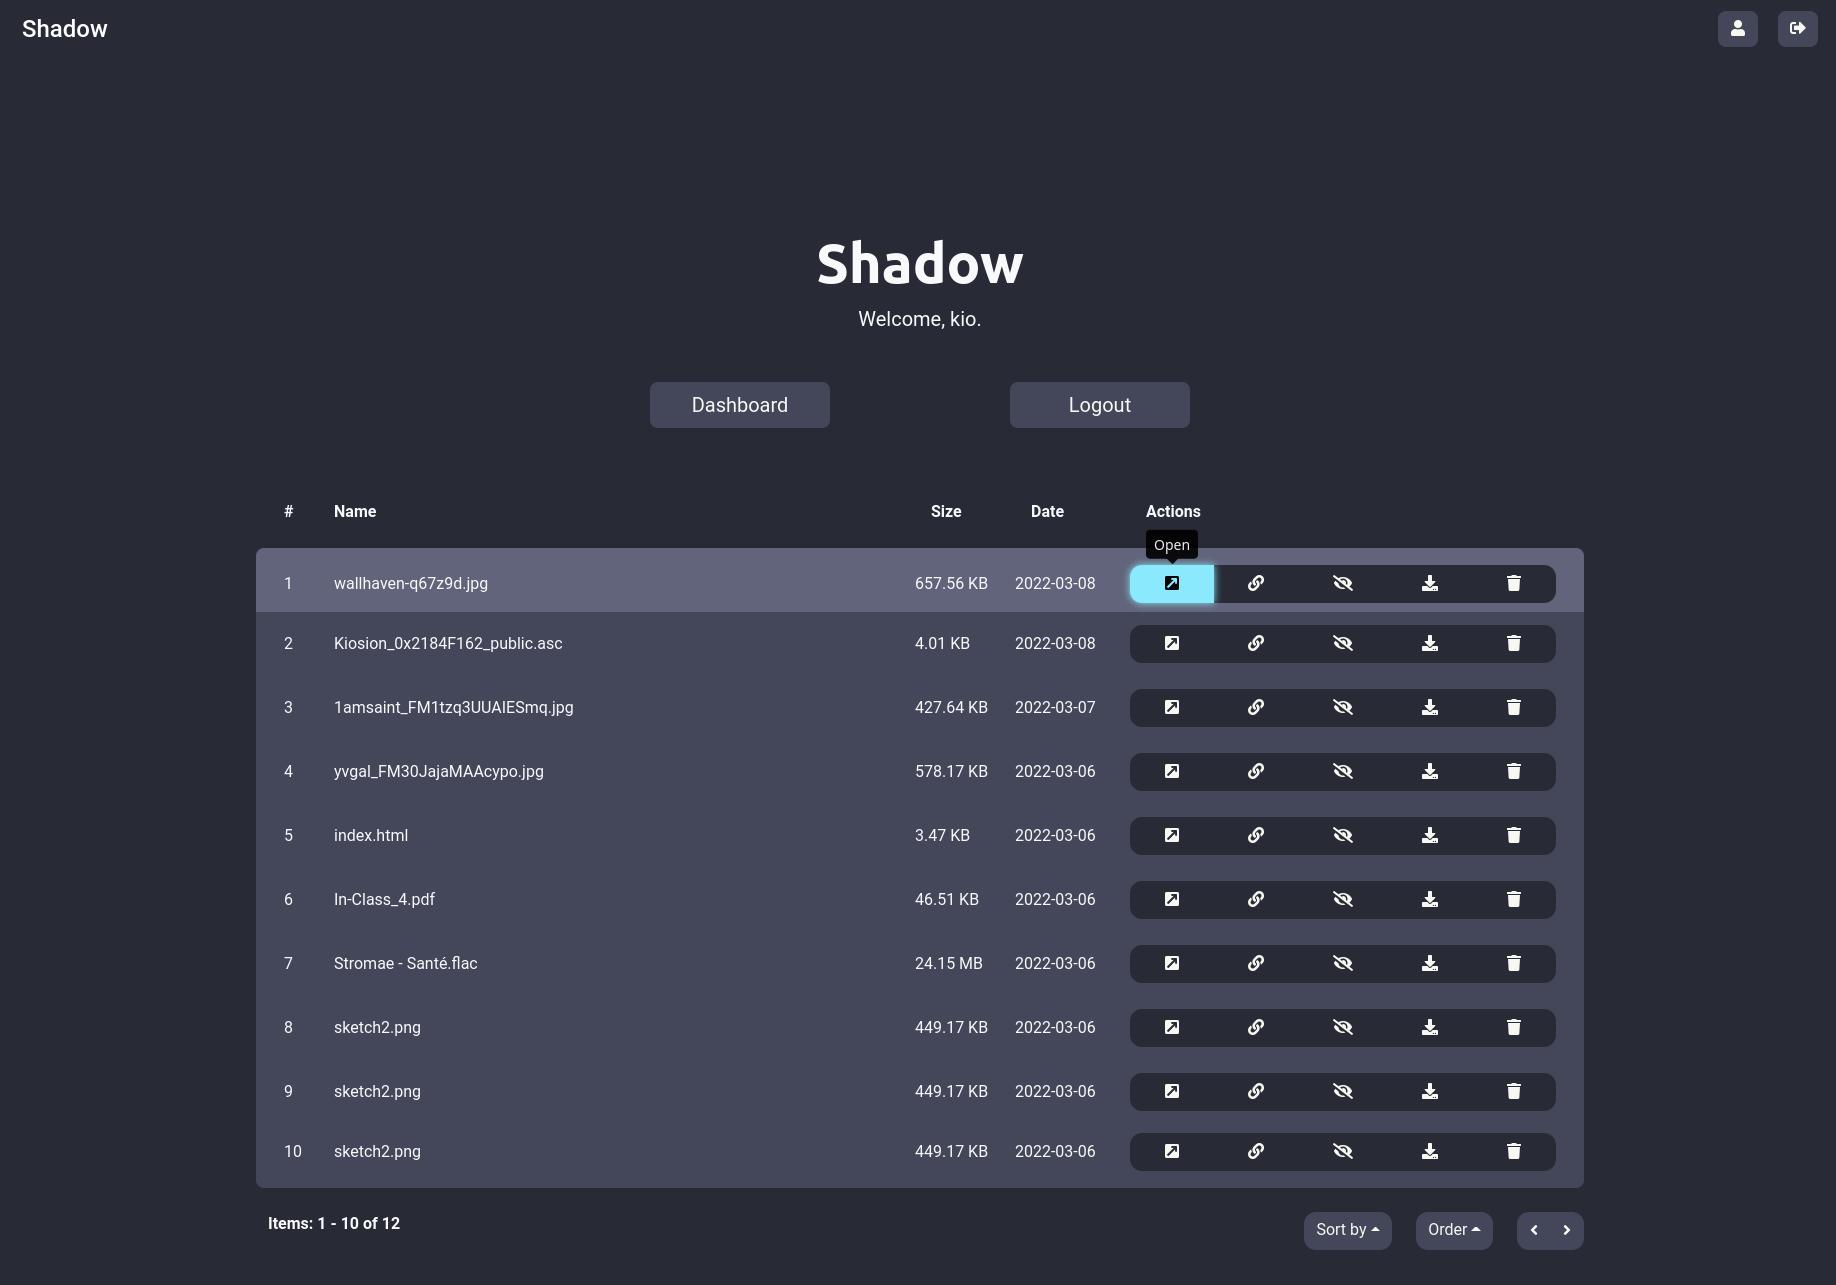 Shadow
Shadow
Welcome, kio.
Dashboard Logout
# Name Size Date Actions
Open
1 wallhaven-q67z9d.jpg 657.56 KB 2022-03-08
2 Kiosion_0x2184F162_public.asc 4.01 KB 2022-03-08
3 1amsaint_FM1tzq3UUAIESmq.jpg 427.64 KB 2022-03-07
4 yvgal_FM30JajaMAAcypo.jpg 578.17 KB 2022-03-06
5 index.html 3.47 KB 2022-03-06
6 In-Class_4.pdf 46.51 KB 2022-03-06
7 Stromae - Santé.flac 24.15 MB 2022-03-06
8 sketch2.png 449.17 KB 2022-03-06
9 sketch2.png 449.17 KB 2022-03-06
10 sketch2.png 449.17 KB 2022-03-06
Items: 1 - 10 of 12 Sort by Order